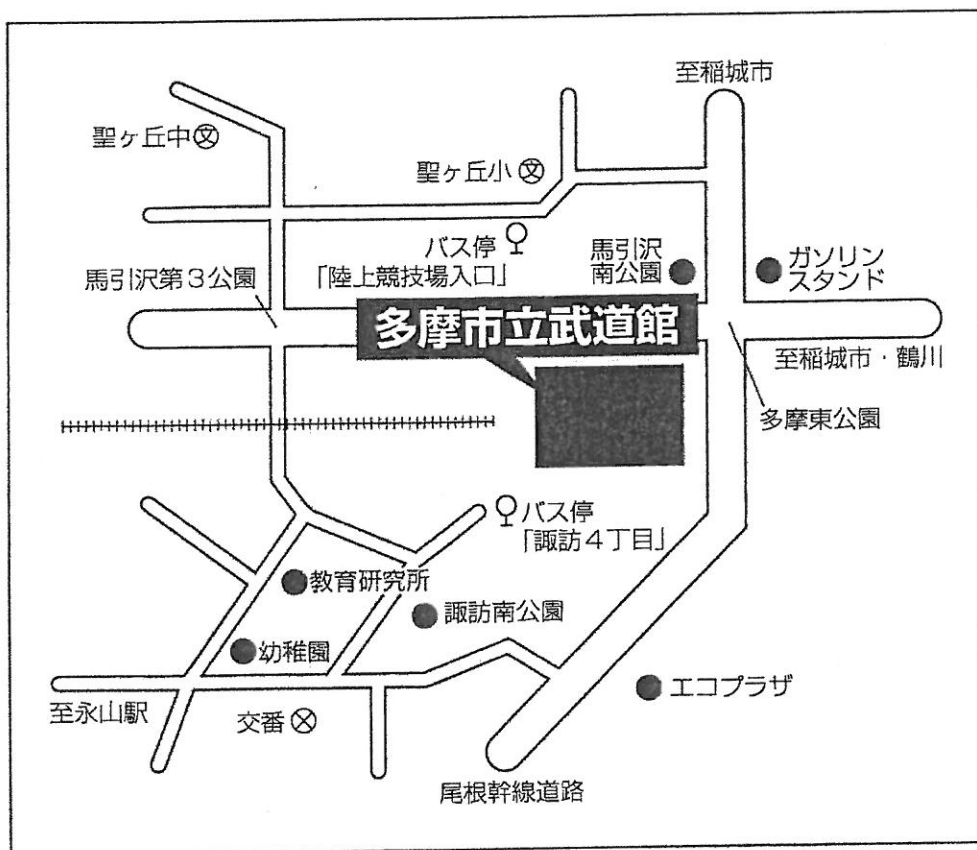 至稲城市
聖ヶ丘中
聖ヶ丘小
バス停
「陸上競技場入口」
馬引沢
南公園
ガソリン
スタンド
馬引沢第3公園
多摩市立武道館
至稲城市・鶴川
多摩東公園
バス停
「諏訪4丁目」
教育研究所
諏訪南公園
幼稚園
エコプラザ
至永山駅
交番
尾根幹線道路